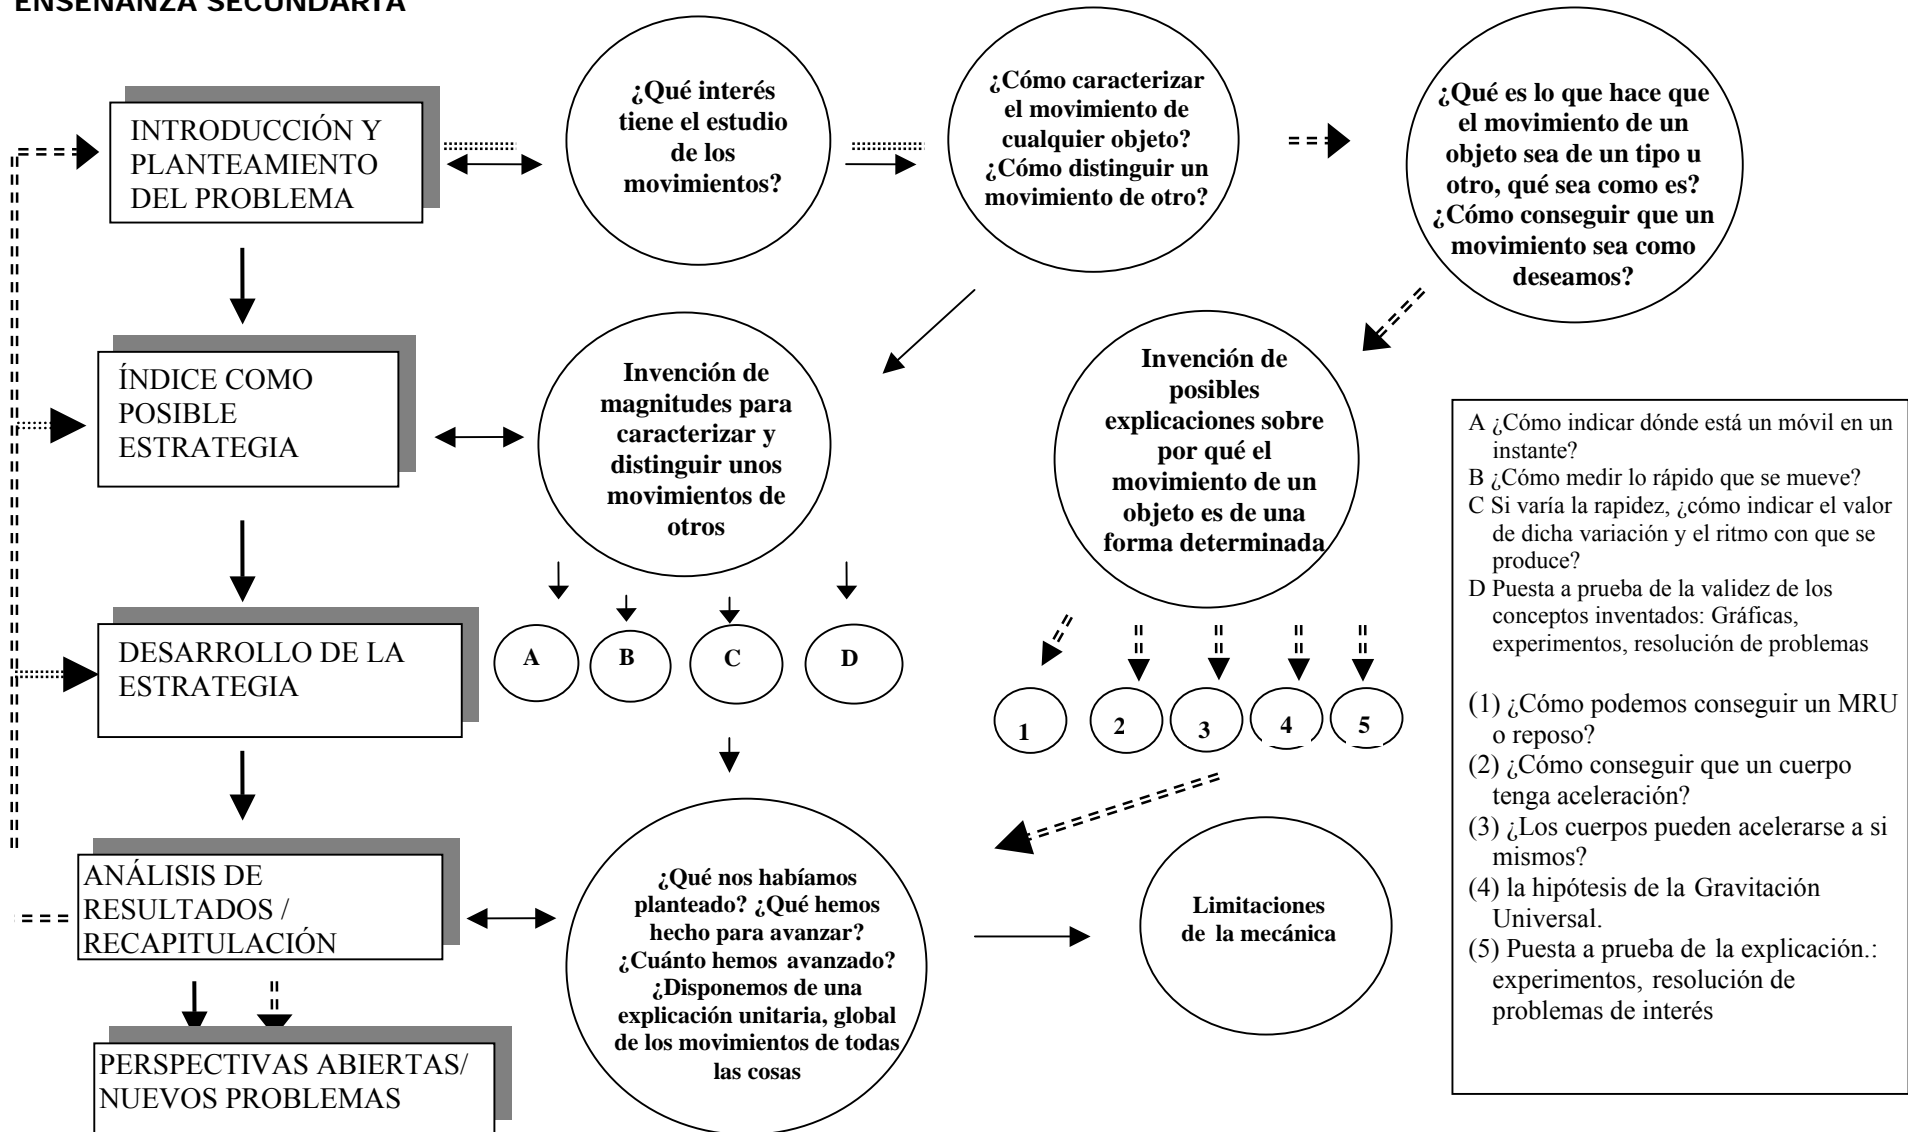 ENSEÑANZA SECUNDARIA
INTRODUCCIÓN Y
PLANTEAMIENTO
DEL PROBLEMA
¿Qué interés
tiene el estudio
de los
movimientos?
¿Cómo caracterizar
el movimiento de
cualquier objeto?
¿Cómo distinguir un
movimiento de otro?
¿Qué es lo que hace que
el movimiento de un
objeto sea de un tipo u
otro, qué sea como es?
¿Cómo conseguir que un
movimiento sea como
deseamos?
ÍNDICE COMO
POSIBLE
ESTRATEGIA
Invención de
magnitudes para
caracterizar y
distinguir unos
movimientos de
otros
Invención de
posibles
explicaciones sobre
por qué el
movimiento de un
objeto es de una
forma determinada
DESARROLLO DE LA
ESTRATEGIA
A
B
C
D
1
2
3
4
5
ANÁLISIS DE
RESULTADOS /
RECAPITULACIÓN
¿Qué nos habíamos
planteado? ¿Qué hemos
hecho para avanzar?
¿Cuánto hemos avanzado?
¿Disponemos de una
explicación unitaria, global
de los movimientos de todas
las cosas
Limitaciones
de la mecánica
PERSPECTIVAS ABIERTAS/
NUEVOS PROBLEMAS
A ¿Cómo indicar dónde está un móvil en un
instante?
B ¿Cómo medir lo rápido que se mueve?
C Si varía la rapidez, ¿cómo indicar el valor
de dicha variación y el ritmo con que se
produce?
D Puesta a prueba de la validez de los
conceptos inventados: Gráficas,
experimentos, resolución de problemas
(1) ¿Cómo podemos conseguir un MRU
o reposo?
(2) ¿Cómo conseguir que un cuerpo
tenga aceleración?
(3) ¿Los cuerpos pueden acelerarse a si
mismos?
(4) la hipótesis de la Gravitación
Universal.
(5) Puesta a prueba de la explicación.:
experimentos, resolución de
problemas de interés